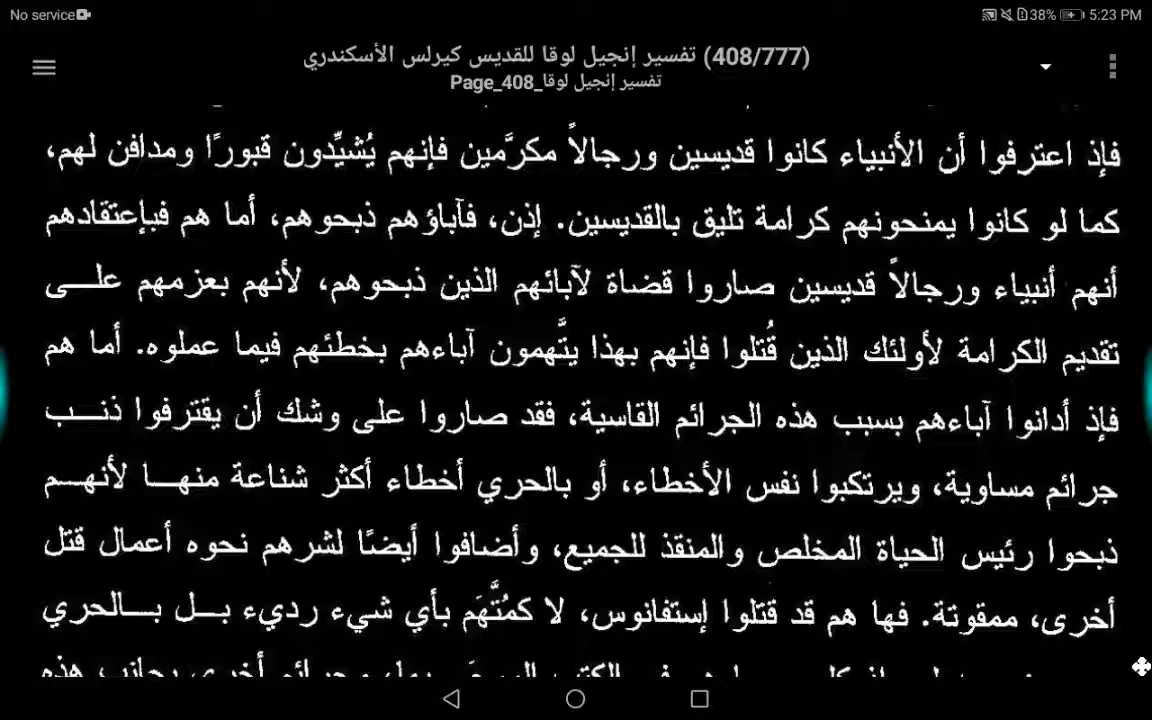 No service
38% 5:23 PM
(408/777) تفسير إنجيل لوقا للقديس كيرلس الأسكندري
تفسير إنجيل لوقا_Page_408
فإذ اعترفوا أن الأنبياء كانوا قديسين ورجالاً مكرَّمين فإنهم يُشيِّدون قبورًا ومدافن لهم،
كما لو كانوا يمنحونهم كرامة تليق بالقديسين. إذن، فآباؤهم ذبحوهم، أما هم فبإعتقادهم
أنهم أنبياء ورجالاً قديسين صاروا قضاة لآبائهم الذين ذبحوهم، لأنهم بعزمهم على
تقديم الكرامة لأولئك الذين قُتلوا فإنهم بهذا يتَّهمون آباءهم بخطئهم فيما عملوه. أما هم
فإذ أدانوا آباءهم بسبب هذه الجرائم القاسية، فقد صاروا على وشك أن يقترفوا ذنب
جرائم مساوية، ويرتكبوا نفس الأخطاء، أو بالحري أخطاء أكثر شناعة منها لأنهم
ذبحوا رئيس الحياة المخلص والمنقذ للجميع، وأضافوا أيضًا لشرهم نحوه أعمال قتل
أخرى، ممقوتة. فها هم قد قتلوا إستفانوس، لا كمُتَّهَم بأي شيء رديء بل بالحري